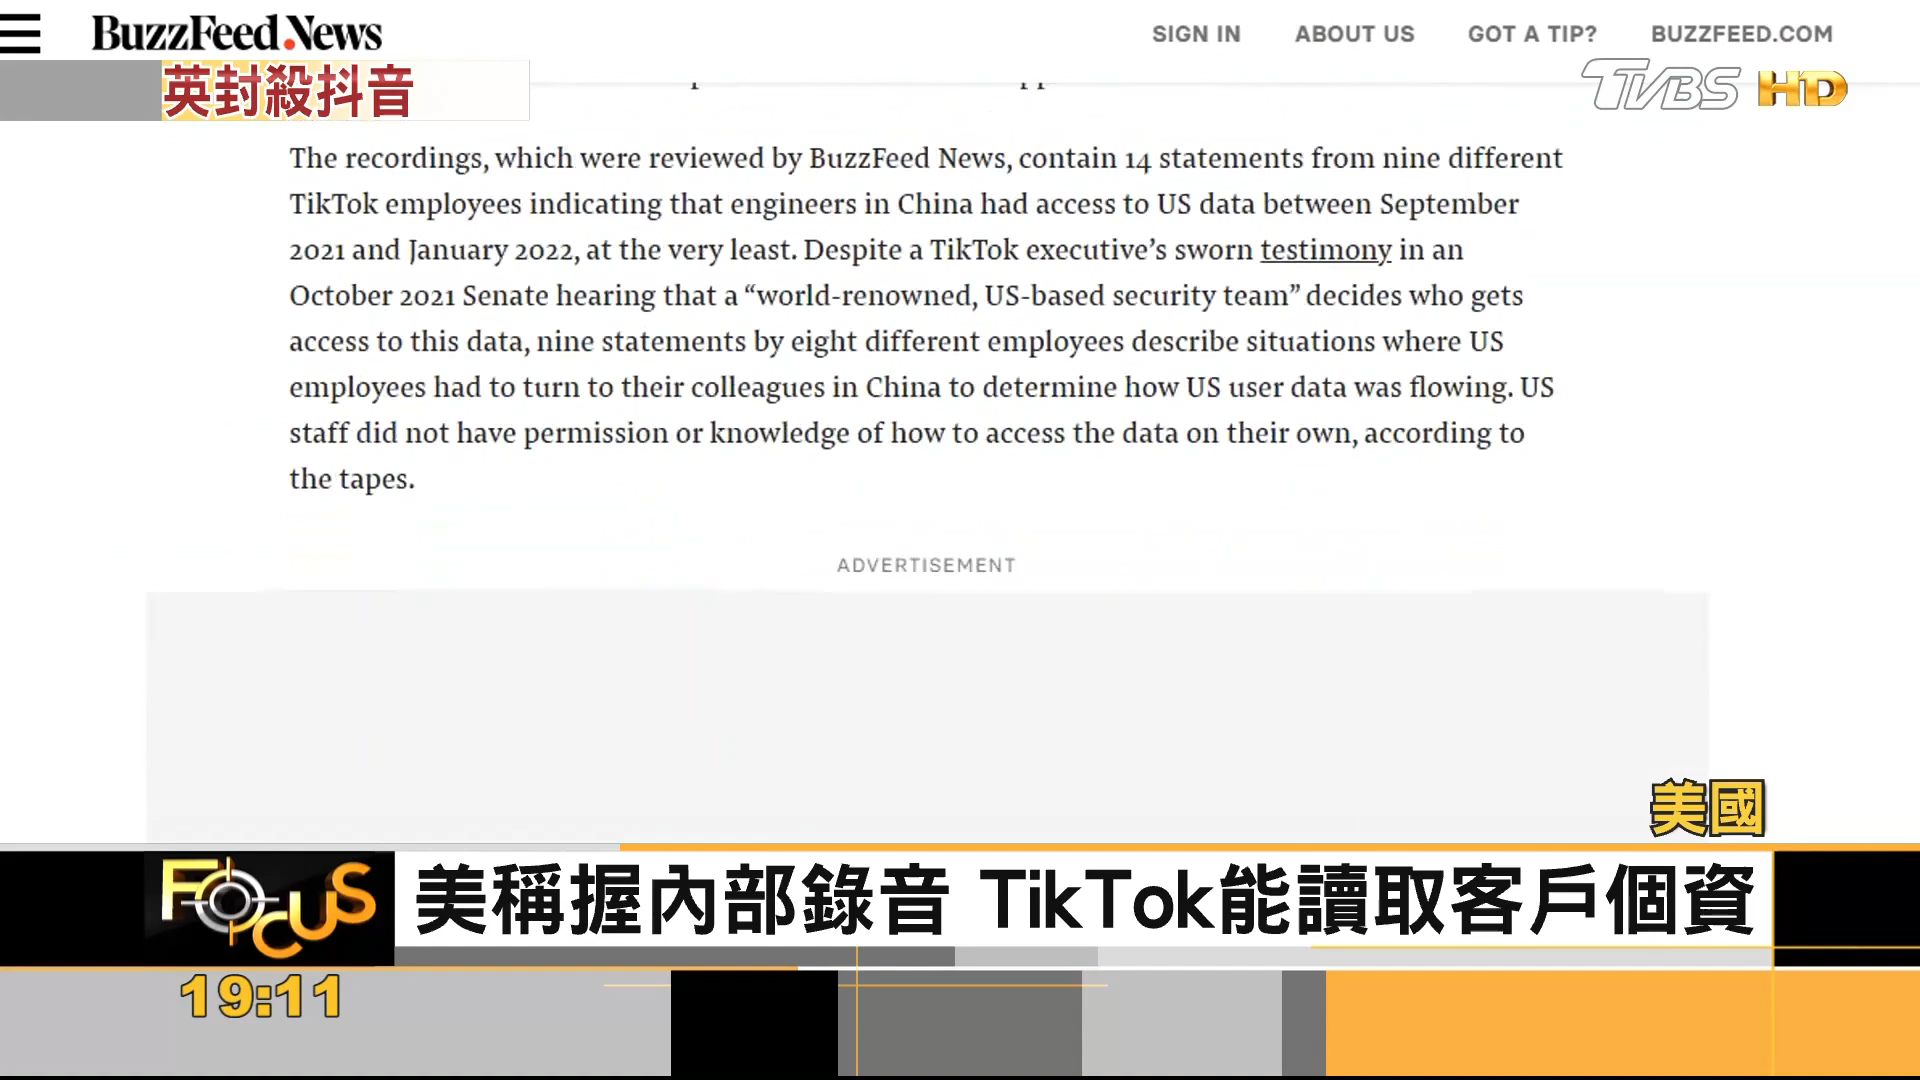 BuzzFeed News
SIGN IN
ABOUT US
GOT A TIP?
BUZZFEED.COM
英封殺抖音
TVBS HD
The recordings, which were reviewed by BuzzFeed News, contain 14 statements from nine different
TikTok employees indicating that engineers in China had access to US data between September
2021 and January 2022, at the very least. Despite a TikTok executive’s sworn testimony in an
October 2021 Senate hearing that a “world-renowned, US-based security team” decides who gets
access to this data, nine statements by eight different employees describe situations where US
employees had to turn to their colleagues in China to determine how US user data was flowing. US
staff did not have permission or knowledge of how to access the data on their own, according to
the tapes.
ADVERTISEMENT
美國
FOCUS
美稱握內部錄音 TikTok能讀取客戶個資
19:11